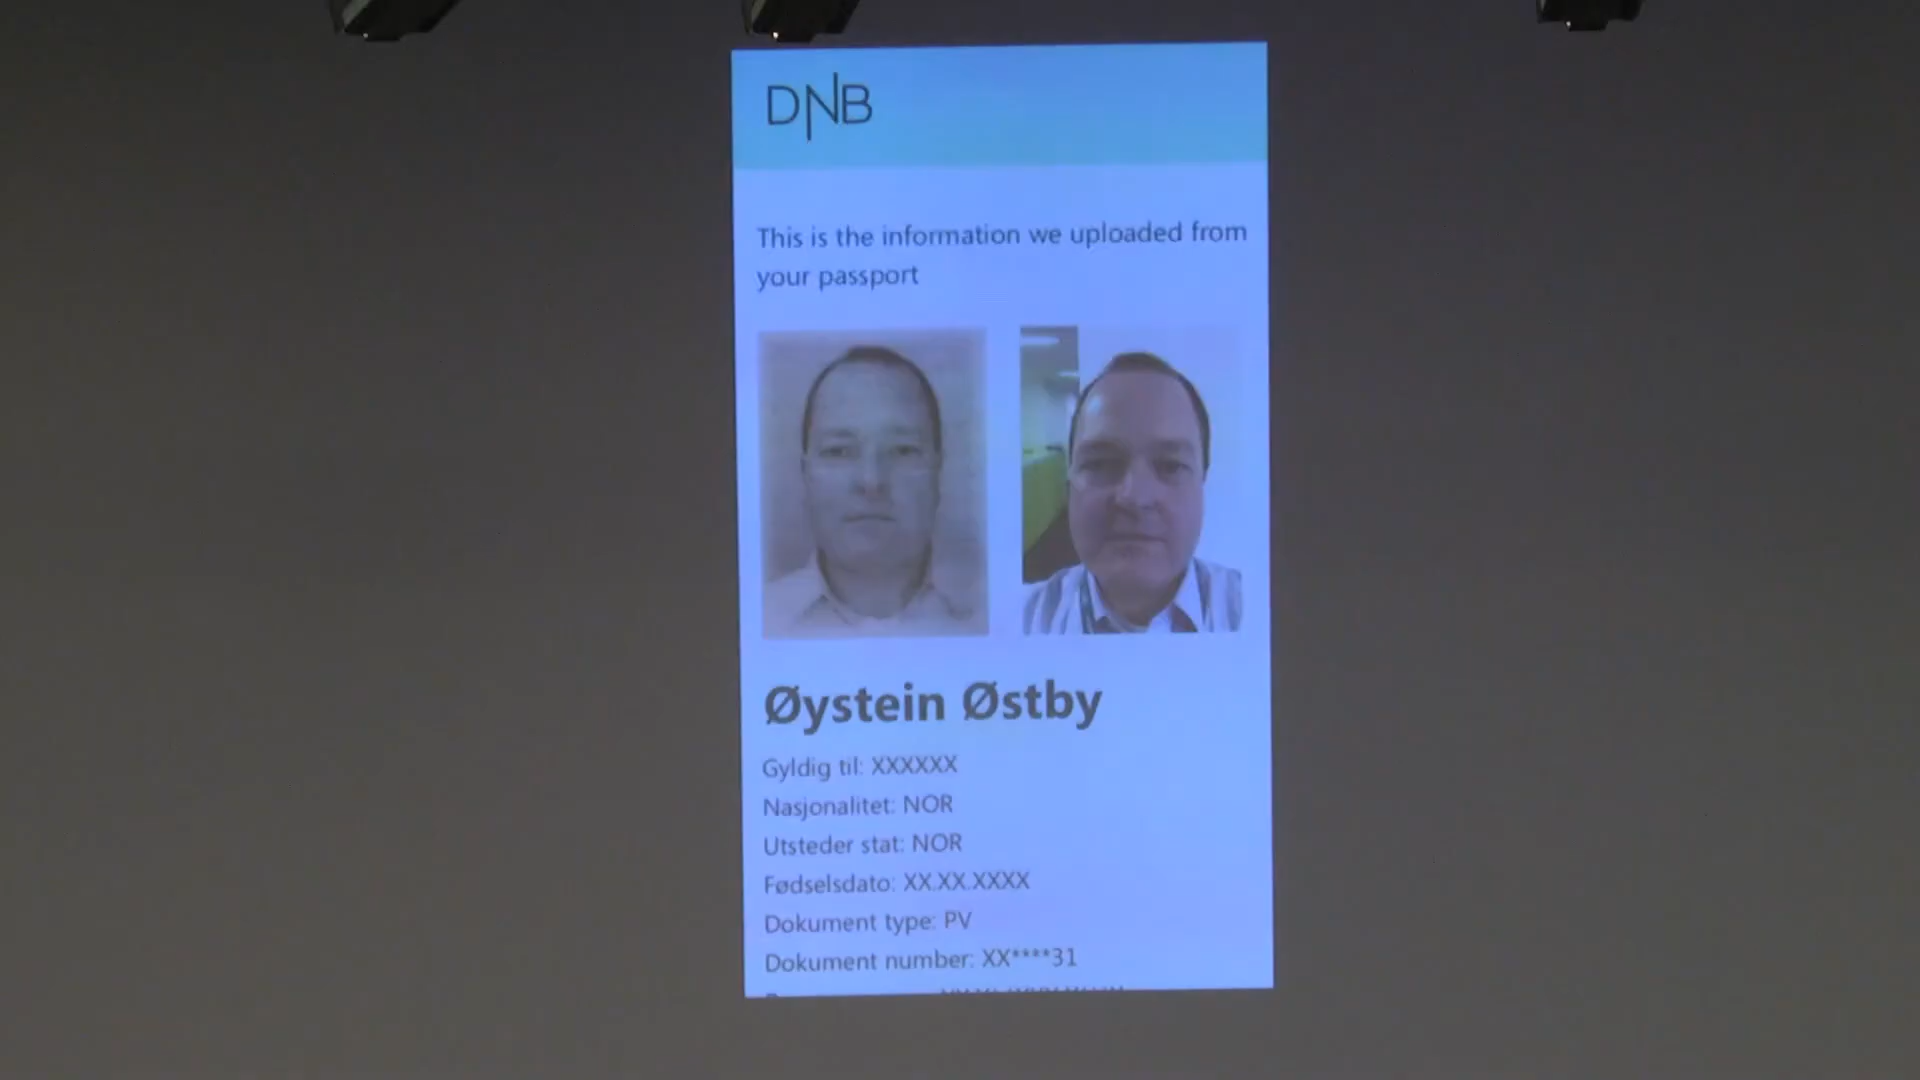 DNB
This is the information we uploaded from
your passport
Øystein Østby
Gyldig til: XXXXXX
Nasjonalitet: NOR
Utsteder stat: NOR
Fødselsdato: XX.XX.XXXX
Dokument type: PV
Dokument number: XX****31